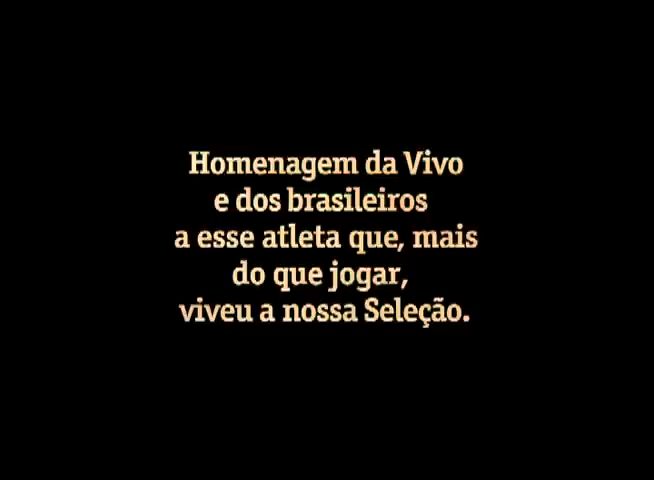 Homenagem da Vivo
e dos brasileiros
a esse atleta que, mais
do que jogar,
viveu a nossa Seleção.